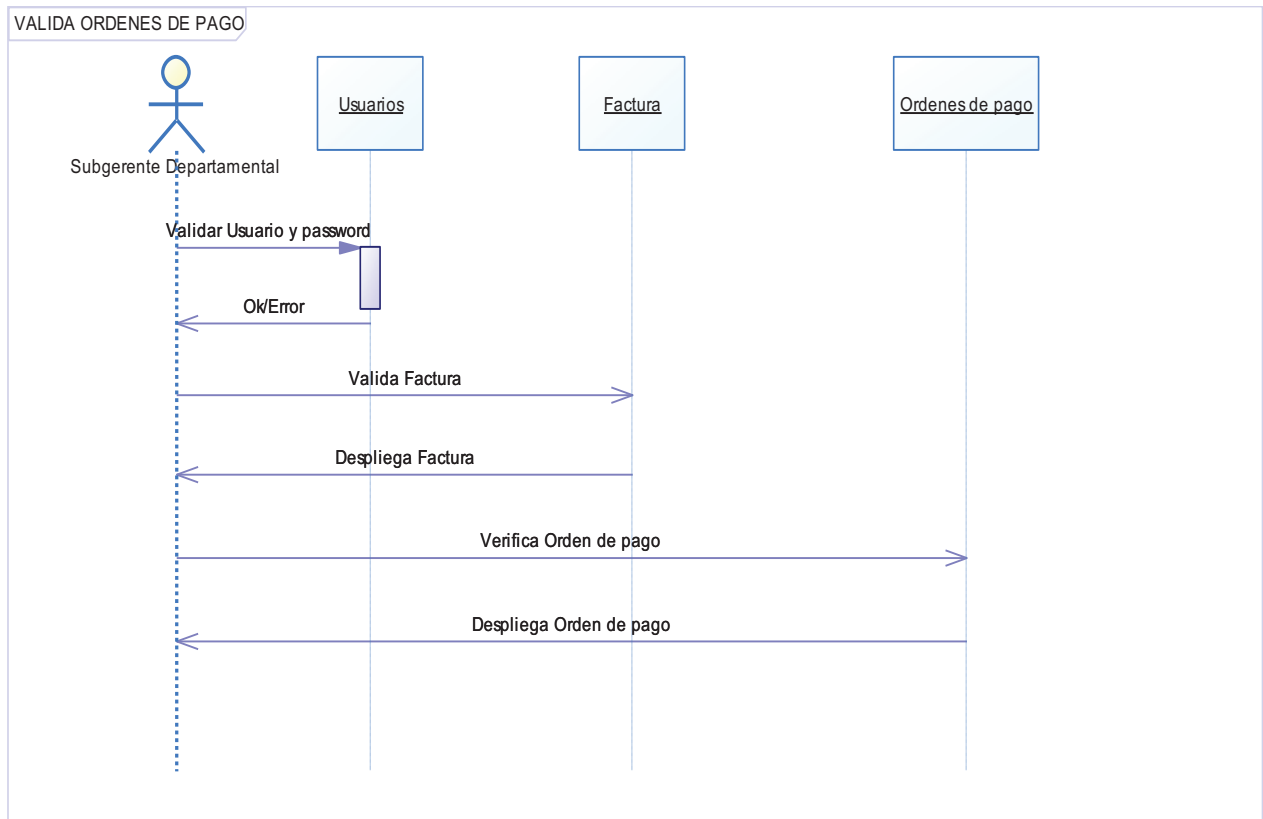 VALIDA ORDENES DE PAGO
Usuarios
Factura
Ordenes de pago
Subgerente Departamental
Validar Usuario y password
Ok/Error
Valida Factura
Despliega Factura
Verifica Orden de pago
Despliega Orden de pago